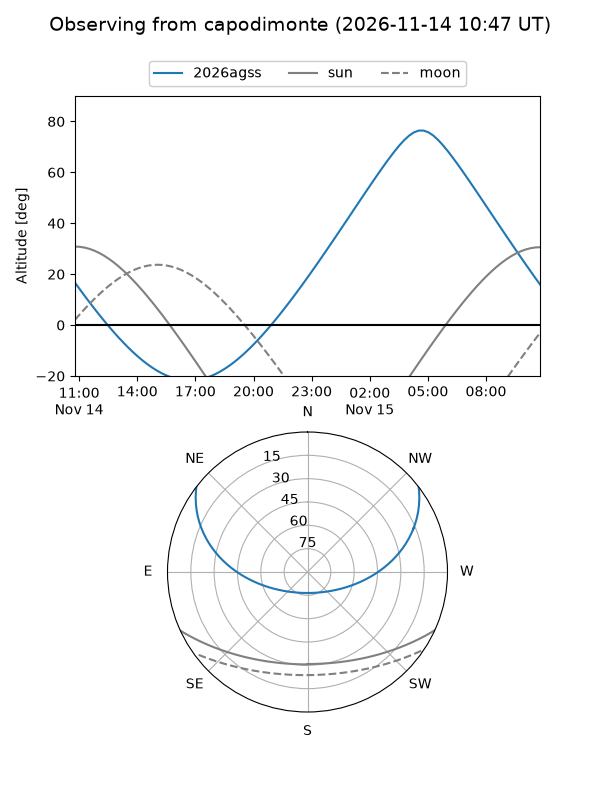 Observing from capodimonte (2026-11-14 10:47 UT)
2026agss sun moon
80
60
40
20
0
−20
Altitude [deg]
11:00 14:00 17:00 20:00 23:00 02:00 05:00 08:00
Nov 14 Nov 15
N
NE NW
15
30
45
60
75
E W
SE SW
S